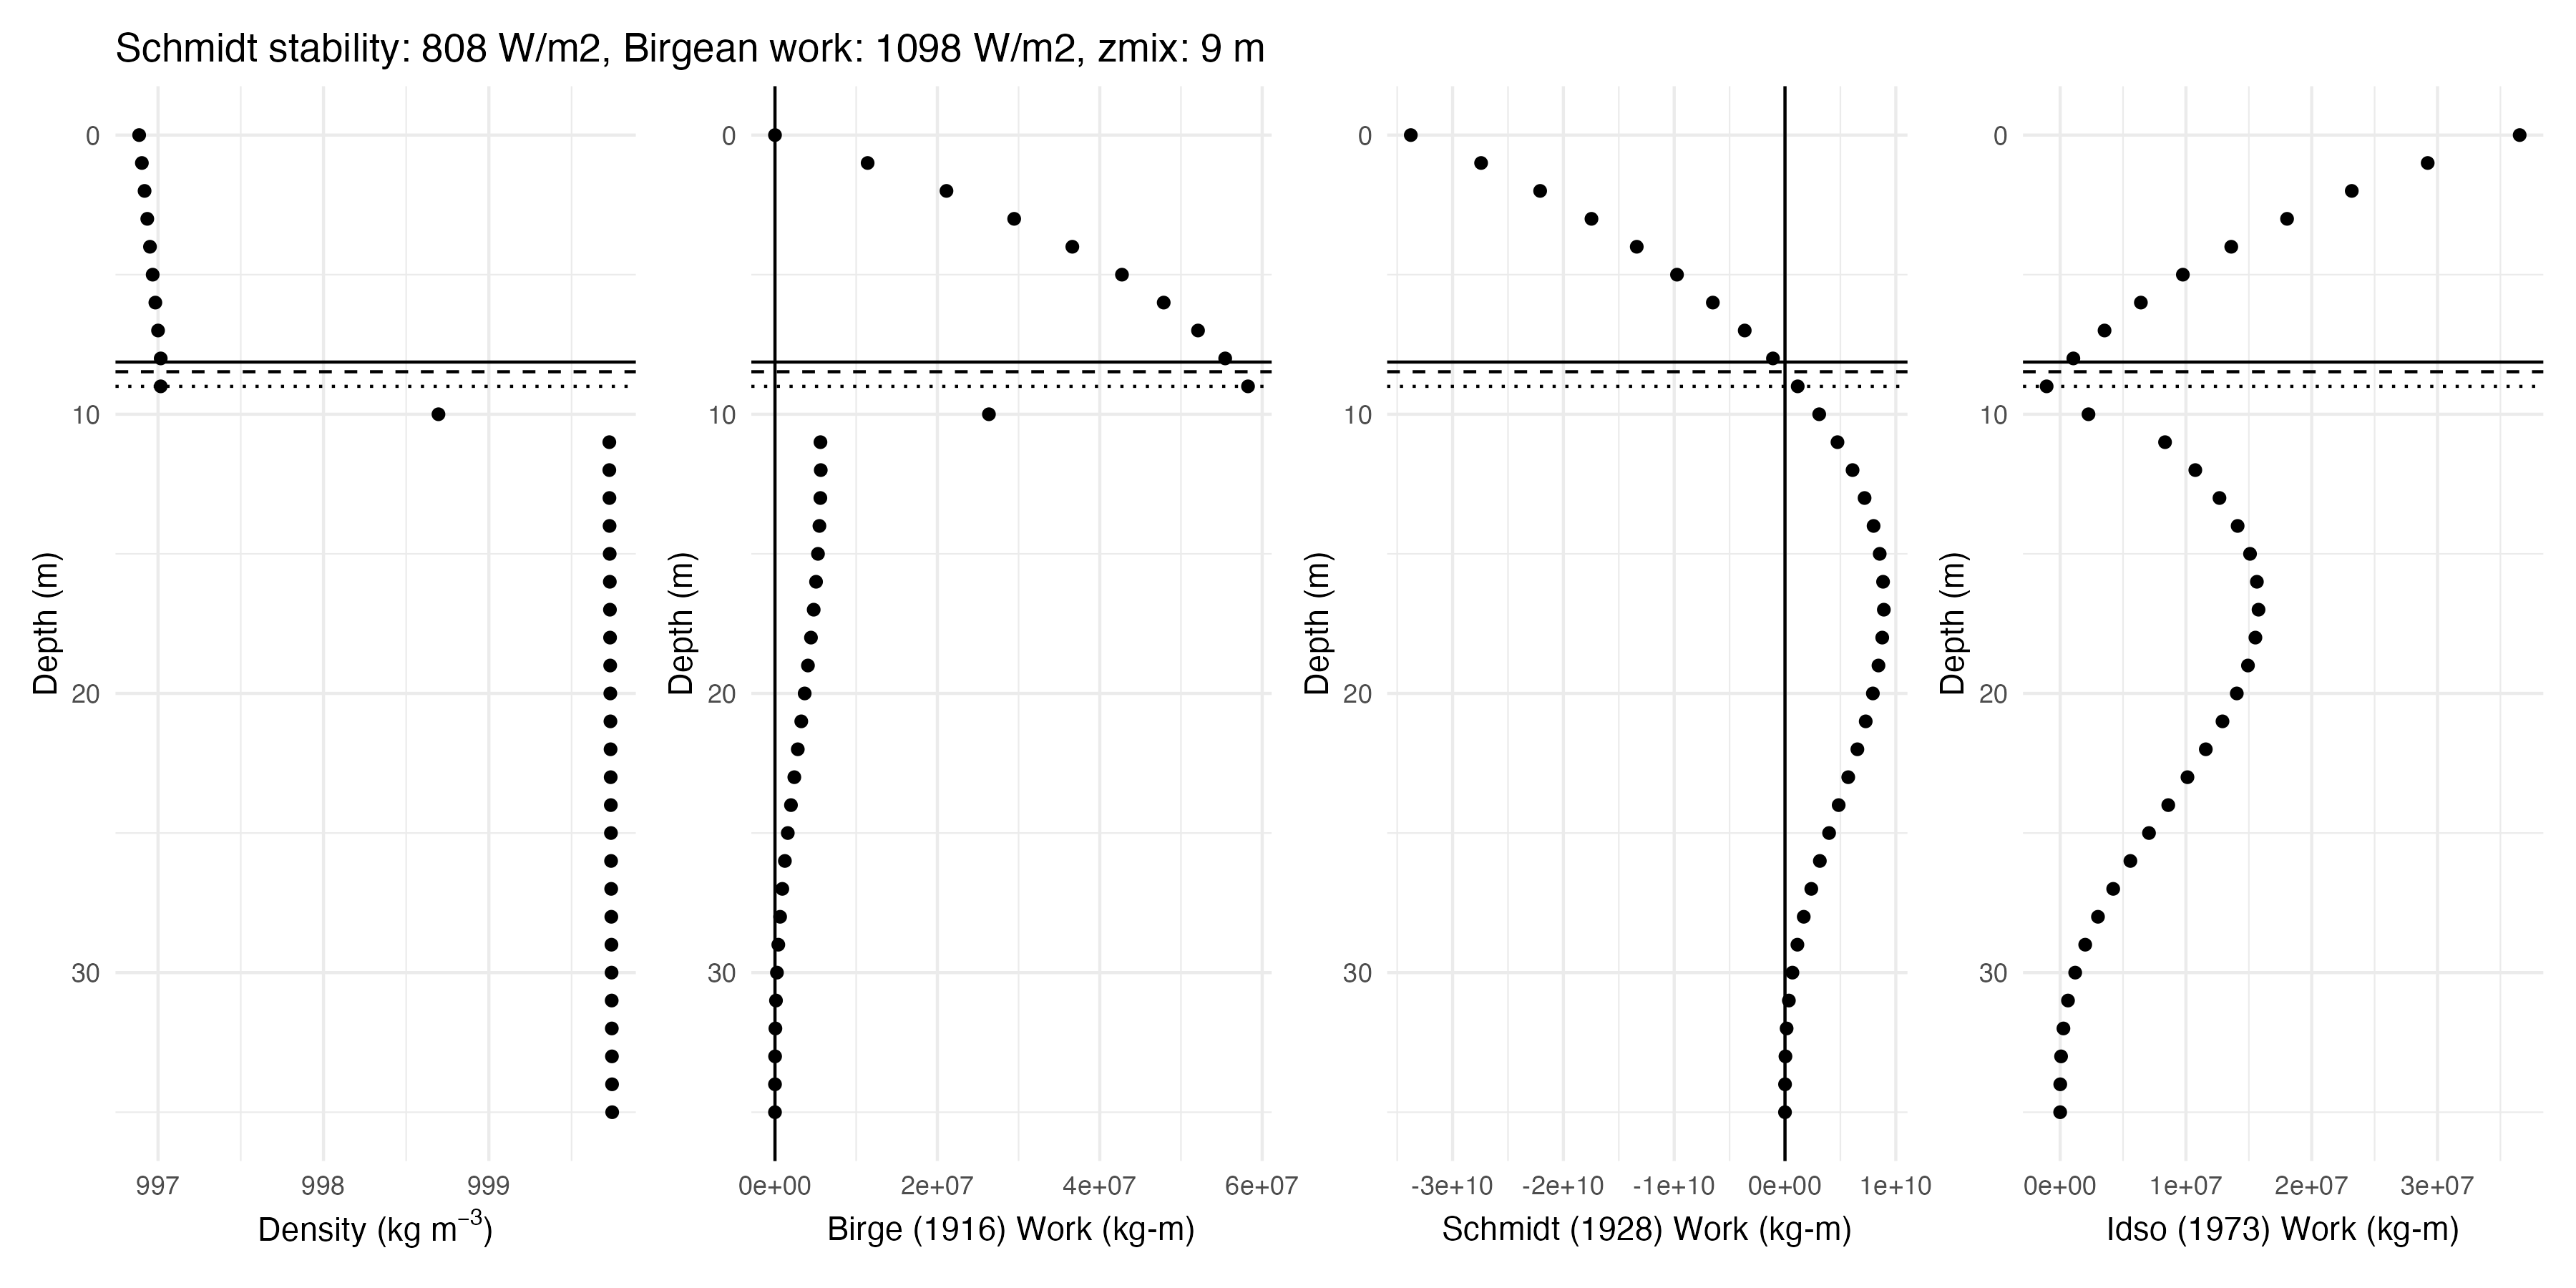 Schmidt stability: 808 W/m2, Birgean work: 1098 W/m2, zmix: 9 m
0
10
20
30
Depth (m)
997 998 999
Density (kg m⁻³)
0
10
20
30
Depth (m)
0e+00 2e+07 4e+07 6e+07
Birge (1916) Work (kg-m)
0
10
20
30
Depth (m)
-3e+10 -2e+10 -1e+10 0e+00 1e+10
Schmidt (1928) Work (kg-m)
0
10
20
30
Depth (m)
0e+00 1e+07 2e+07 3e+07
Idso (1973) Work (kg-m)